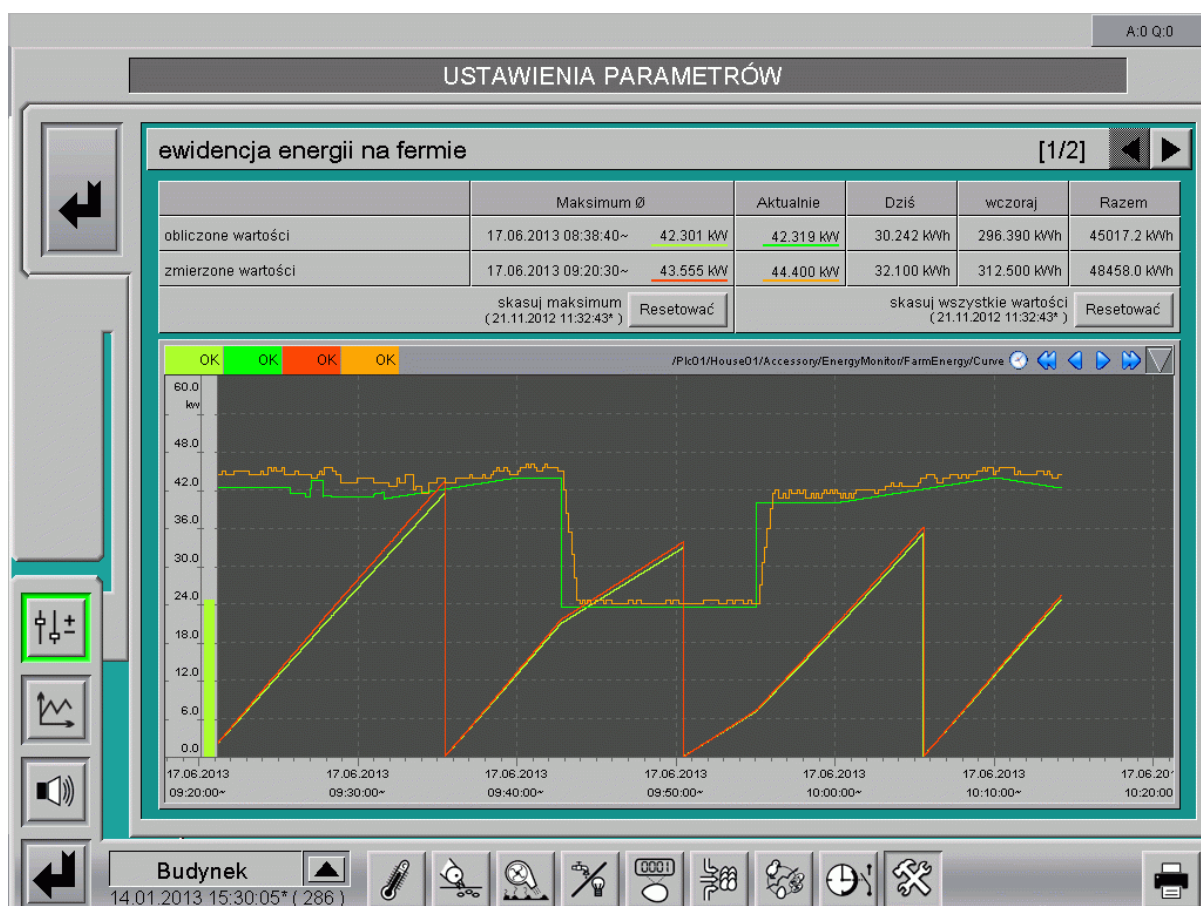 A:0 Q:0
USTAWIENIA PARAMETRÓW
ewidencja energii na fermie [1/2]
Maksimum Ø Aktualnie Dziś wczoraj Razem
obliczone wartości 17.06.2013 08:38:40~ 42.301 kW 42.319 kW 30.242 kWh 296.390 kWh 45017.2 kWh
zmierzone wartości 17.06.2013 09:20:30~ 43.555 kW 44.400 kW 32.100 kWh 312.500 kWh 48458.0 kWh
skasuj maksimum Resetować skasuj wszystkie wartości Resetować
(21.11.2012 11:32:43* ) (21.11.2012 11:32:43* )
OK OK OK OK /Plc01/House01/Accessory/EnergyMonitor/FarmEnergy/Curve
60.0
kW
48.0
42.0
36.0
30.0
24.0
18.0
12.0
6.0
0.0
17.06.2013 17.06.2013 17.06.2013 17.06.2013 17.06.2013 17.06.2013 17.06.20
09:20:00~ 09:30:00~ 09:40:00~ 09:50:00~ 10:00:00~ 10:10:00~ 10:20:00
Budynek
14.01.2013 15:30:05* ( 286 )
0001